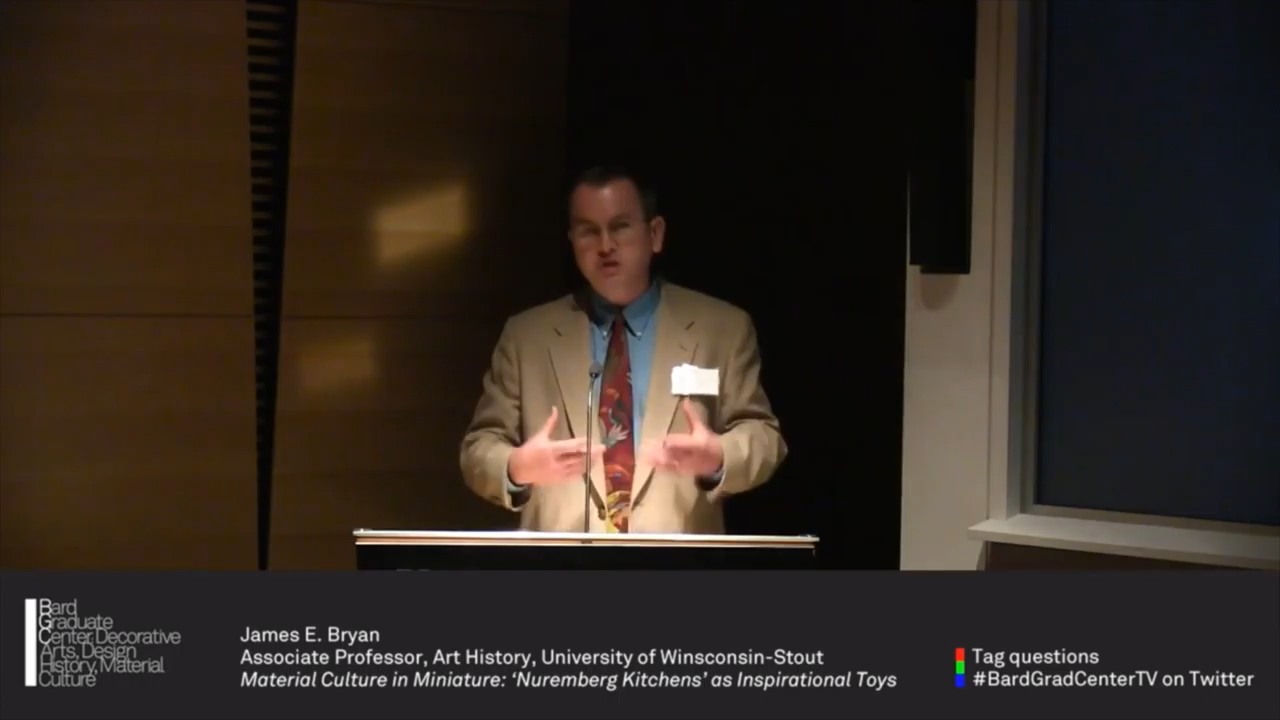 Bard
Graduate
Center Decorative
Arts, Design
History, Material
Culture
James E. Bryan
Associate Professor, Art History, University of Winsconsin-Stout
Material Culture in Miniature: ‘Nuremberg Kitchens’ as Inspirational Toys
Tag questions
#BardGradCenterTV on Twitter